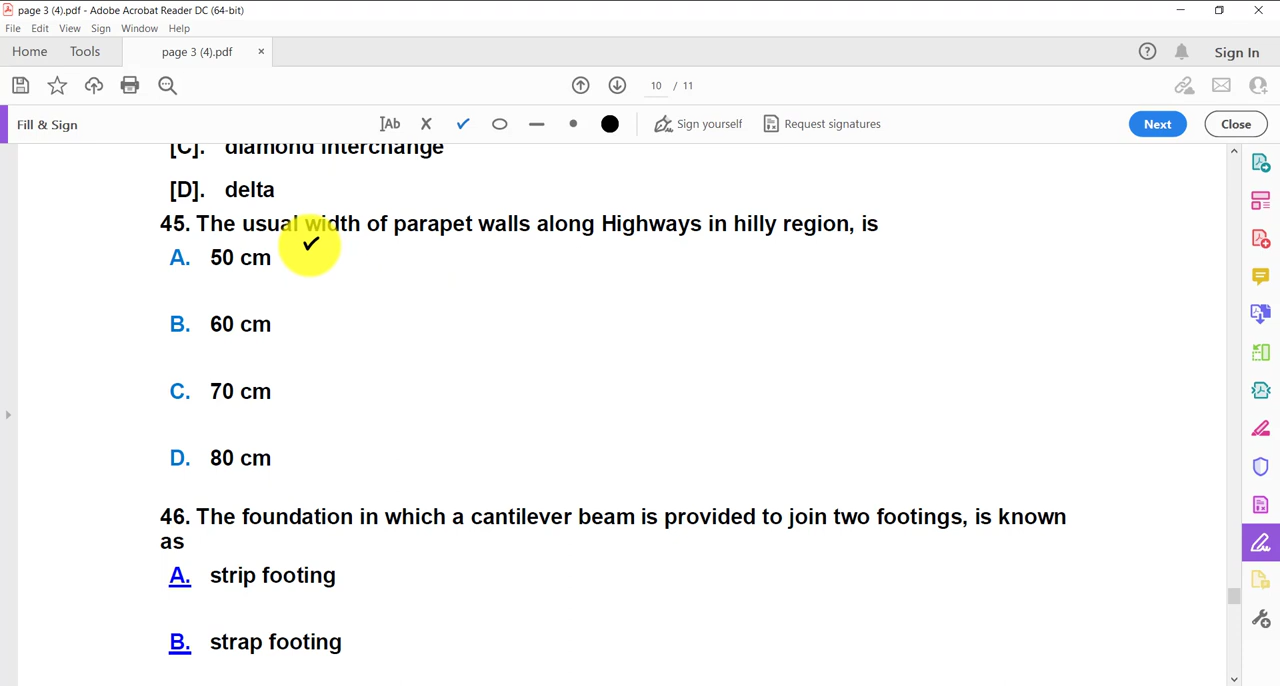 page 3 (4).pdf - Adobe Acrobat Reader DC (64-bit)
File Edit View Sign Window Help
Home Tools page 3 (4).pdf × Sign In
10 / 11
Fill & Sign Ab Sign yourself Request signatures Next Close
[C]. diamond interchange
[D]. delta
45. The usual width of parapet walls along Highways in hilly region, is
A. 50 cm
B. 60 cm
C. 70 cm
D. 80 cm
46. The foundation in which a cantilever beam is provided to join two footings, is known
as
A. strip footing
B. strap footing